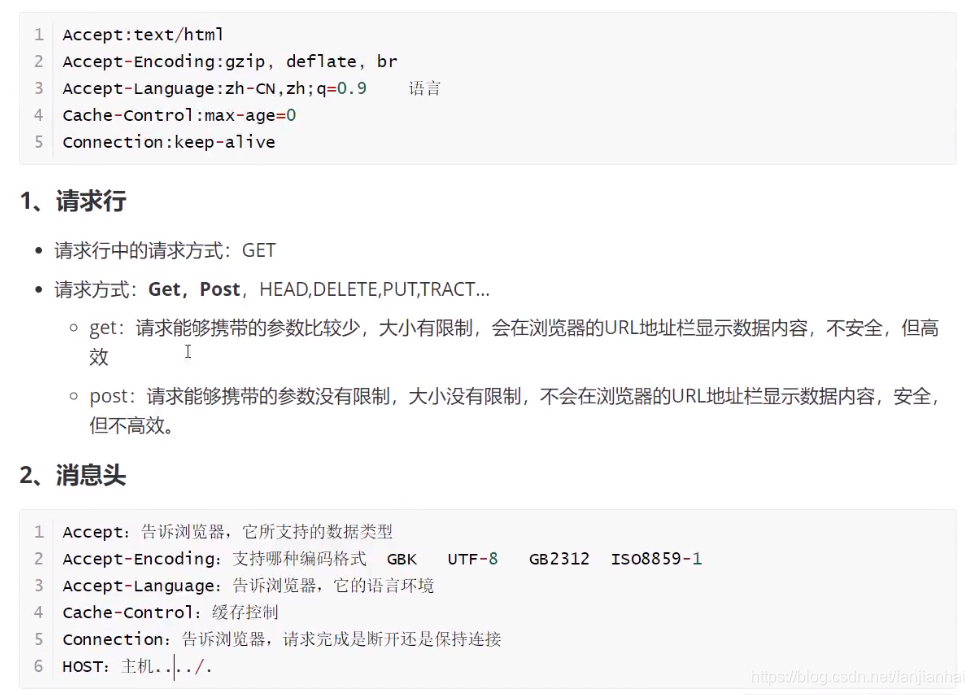 1 Accept:text/html
2 Accept-Encoding:gzip, deflate, br
3 Accept-Language:zh-CN,zh;q=0.9 语言
4 Cache-Control:max-age=0
5 Connection:keep-alive
1、请求行
• 请求行中的请求方式：GET
• 请求方式：Get，Post，HEAD,DELETE,PUT,TRACT...
◦ get：请求能够携带的参数比较少，大小有限制，会在浏览器的URL地址栏显示数据内容，不安全，但高
效
◦ post：请求能够携带的参数没有限制，大小没有限制，不会在浏览器的URL地址栏显示数据内容，安全，
但不高效。
2、消息头
1 Accept：告诉浏览器，它所支持的数据类型
2 Accept-Encoding：支持哪种编码格式 GBK UTF-8 GB2312 ISO8859-1
3 Accept-Language：告诉浏览器，它的语言环境
4 Cache-Control：缓存控制
5 Connection：告诉浏览器，请求完成是断开还是保持连接
6 HOST：主机..../.
https://blog.csdn.net/fanjianhai